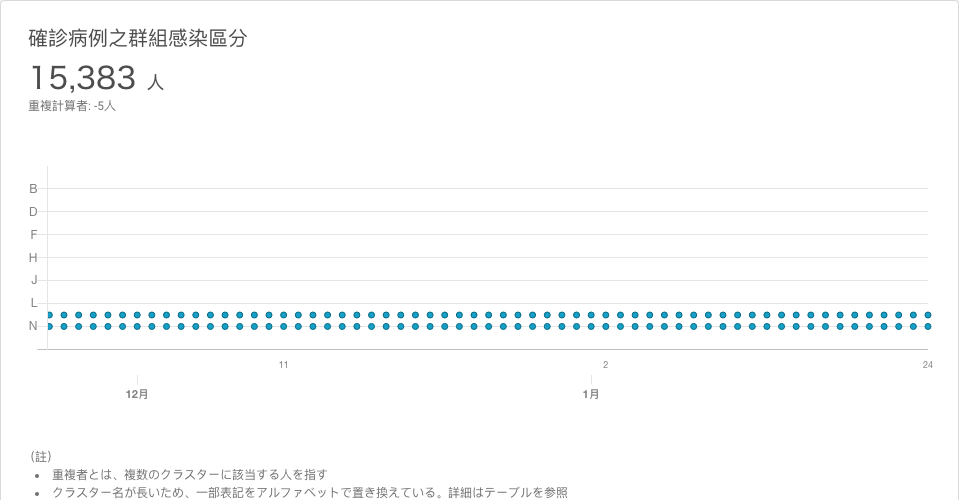 確診病例之群組感染區分
15,383 人
重複計算者: -5人
B
D
F
H
J
L
N
11
2
24
12月
1月
(註)
• 重複者とは、複数のクラスターに該当する人を指す
• クラスター名が長いため、一部表記をアルファベットで置き換えている。詳細はテーブルを参照